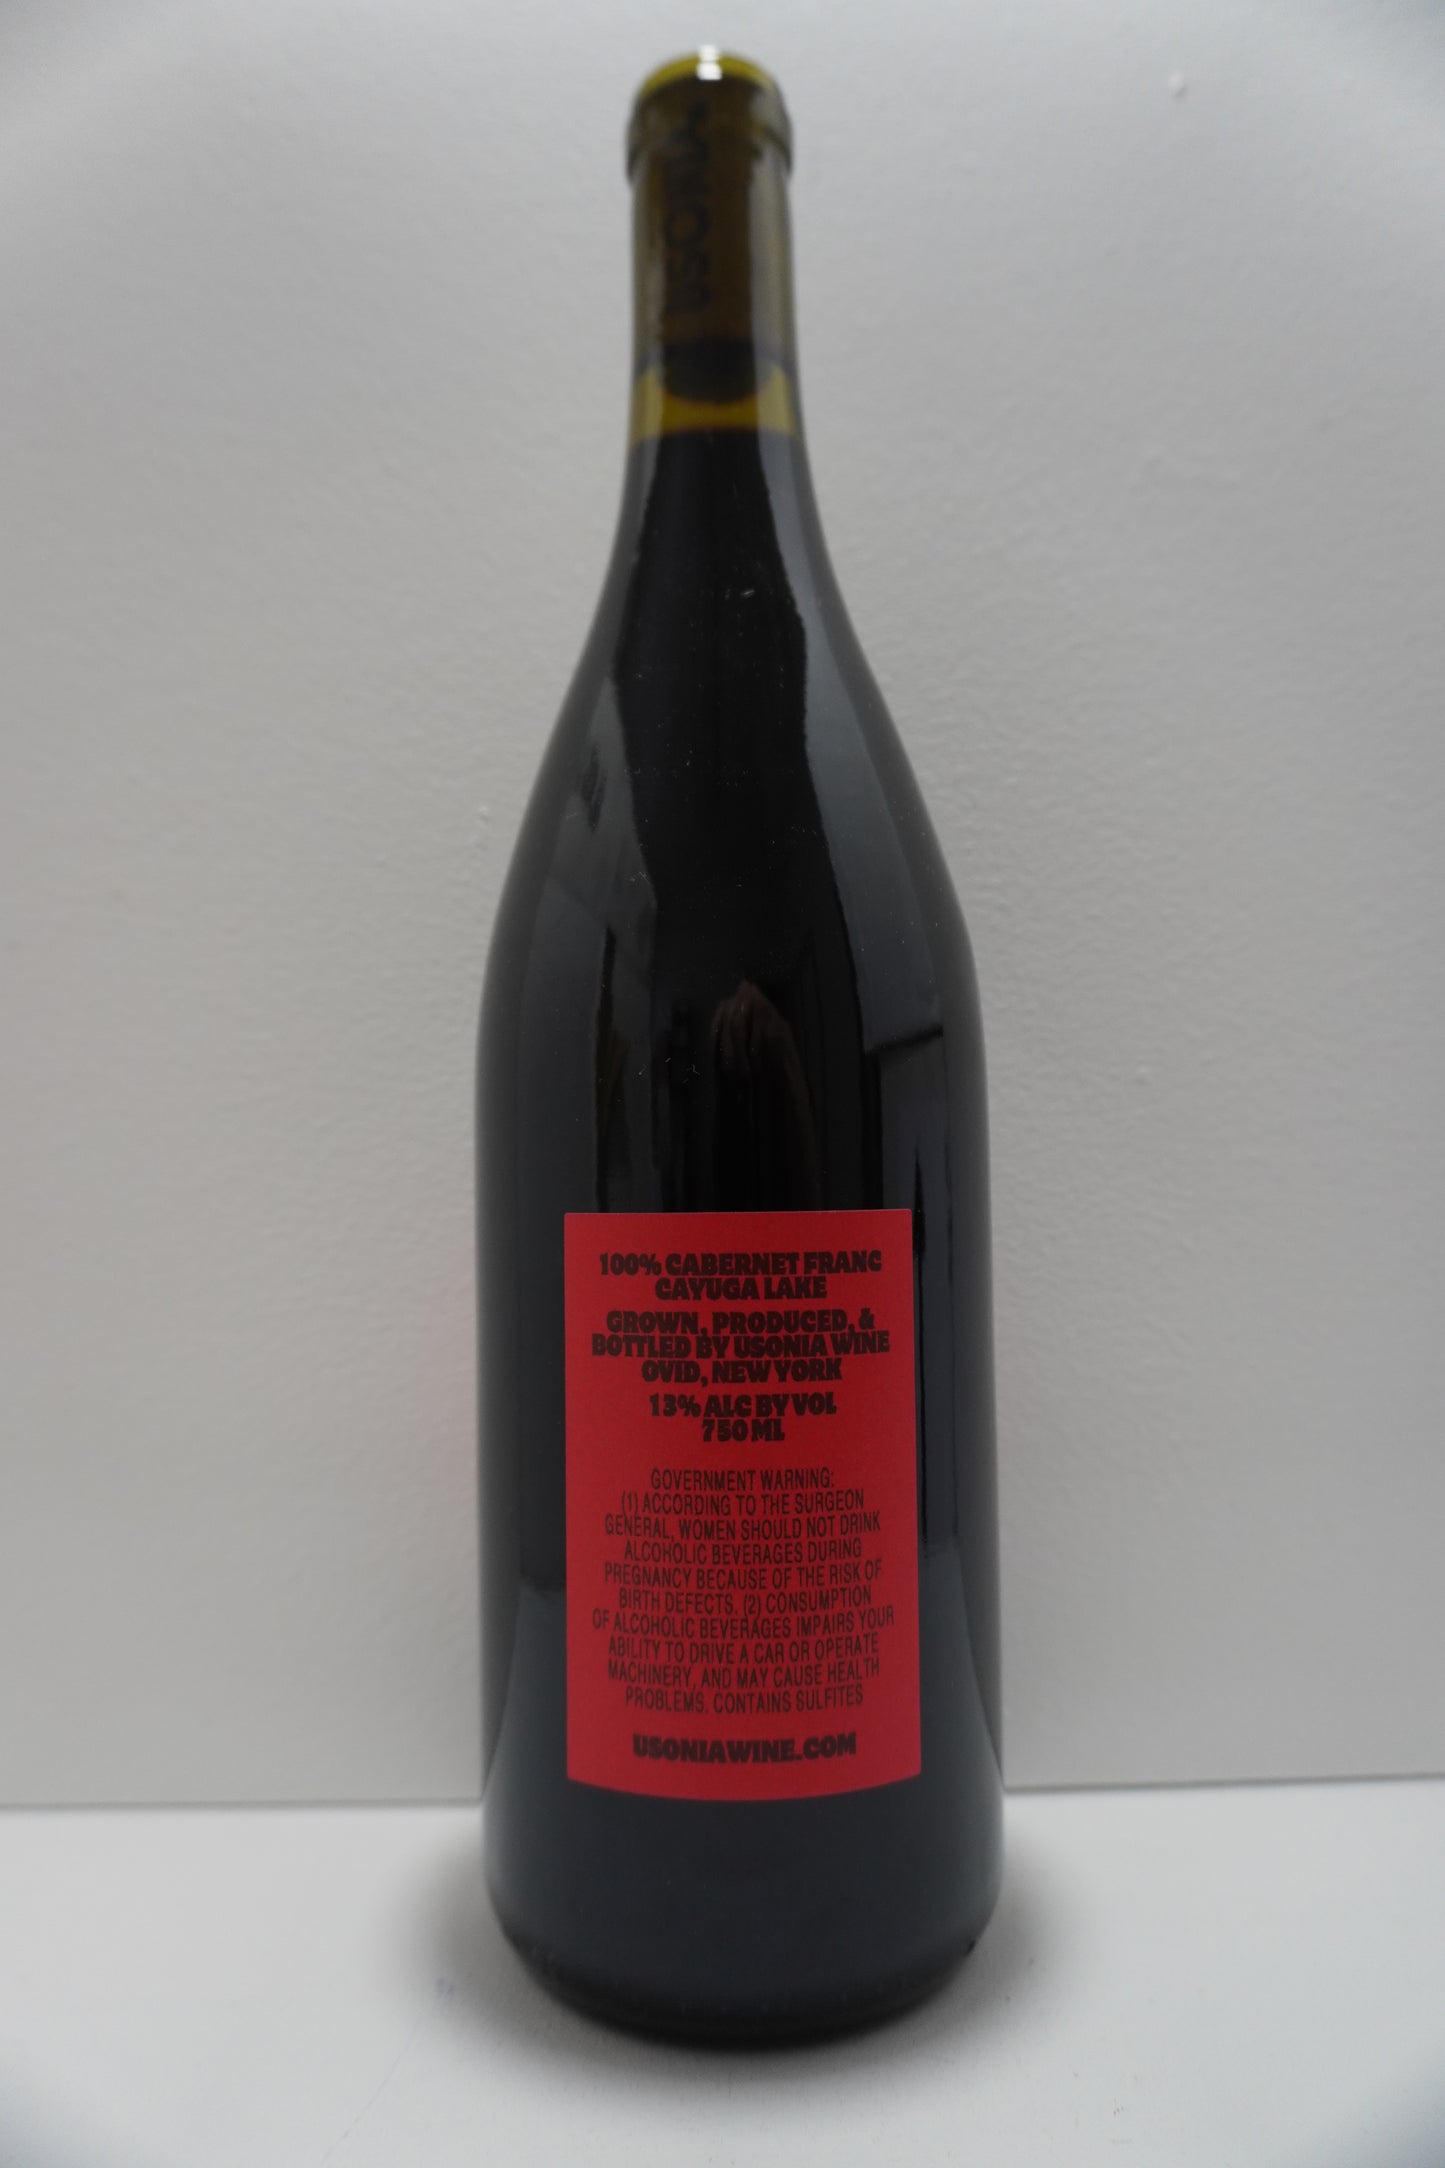 USONIA
100% CABERNET FRANC
CAYUGA LAKE
GROWN, PRODUCED, &
BOTTLED BY USONIA WINE
OVID, NEW YORK
13% ALC BY VOL
750 ML
GOVERNMENT WARNING:
(1) ACCORDING TO THE SURGEON
GENERAL, WOMEN SHOULD NOT DRINK
ALCOHOLIC BEVERAGES DURING
PREGNANCY BECAUSE OF THE RISK OF
BIRTH DEFECTS. (2) CONSUMPTION
OF ALCOHOLIC BEVERAGES IMPAIRS YOUR
ABILITY TO DRIVE A CAR OR OPERATE
MACHINERY, AND MAY CAUSE HEALTH
PROBLEMS. CONTAINS SULFITES
USONIAWINE.COM